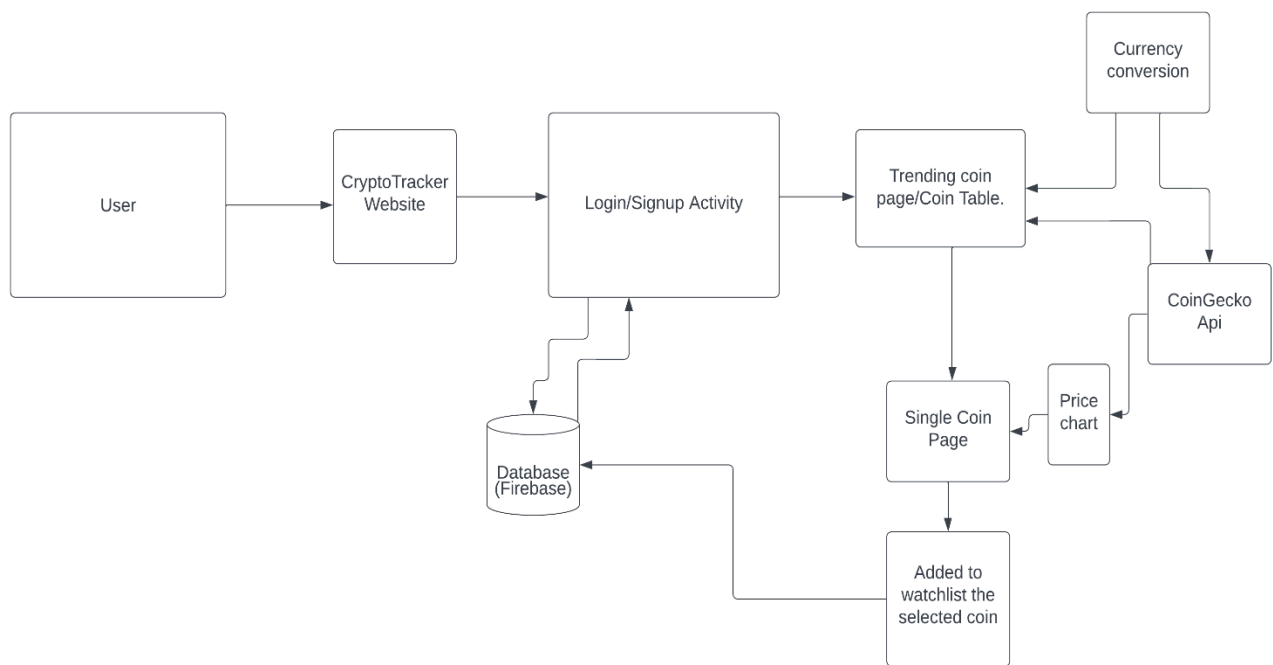 Currency
conversion
User
CryptoTracker
Website
Login/Signup Activity
Trending coin
page/Coin Table.
CoinGecko
Api
Price
chart
Single Coin
Page
Database
(Firebase)
Added to
watchlist the
selected coin